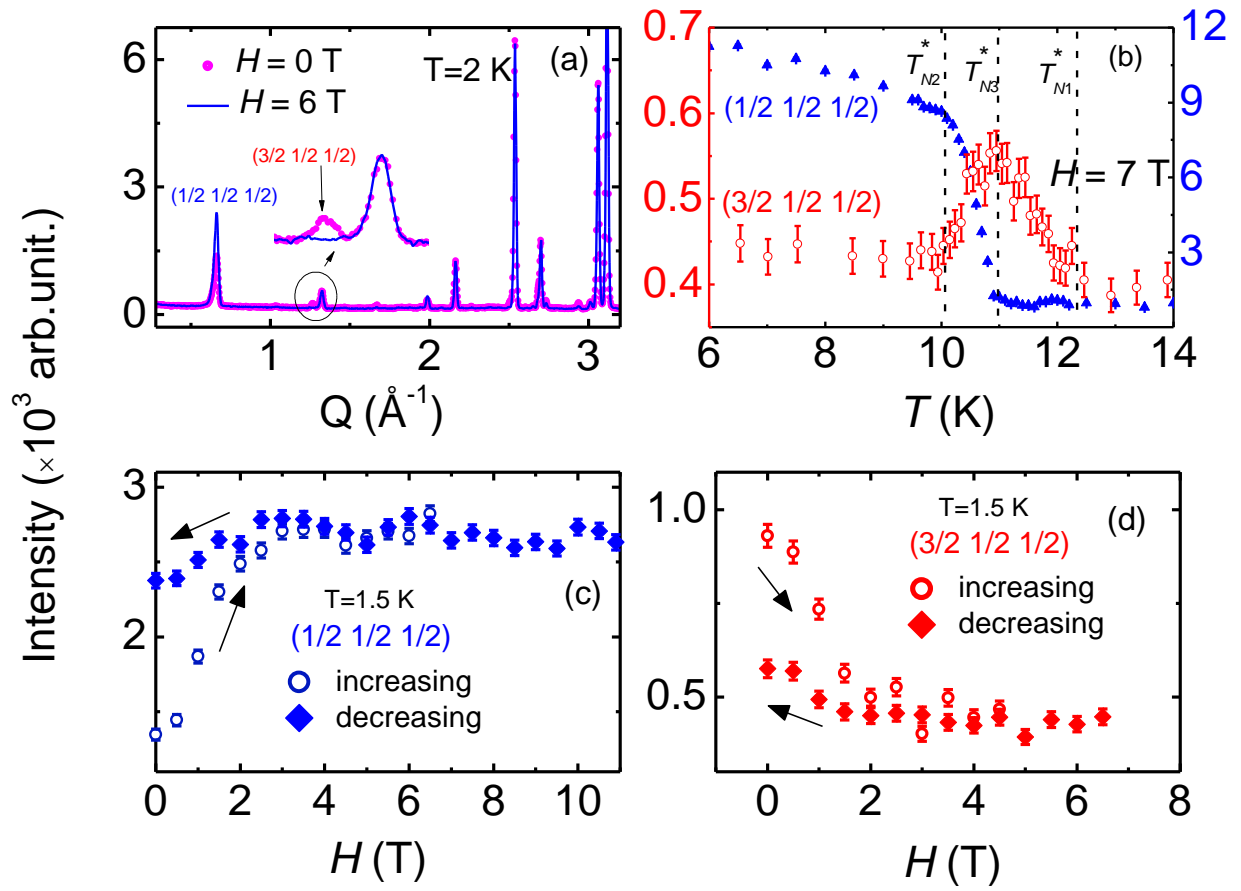 Intensity (×10³ arb.unit.)
6
3
0
1
2
3
Q (Å⁻¹)
H = 0 T
H = 6 T
T=2 K
(a)
(3/2 1/2 1/2)
(1/2 1/2 1/2)
0.7
0.6
0.5
0.4
12
9
6
3
6
8
10
12
14
T (K)
T*N2
T*N3
T*N1
(b)
(1/2 1/2 1/2)
(3/2 1/2 1/2)
H = 7 T
3
2
0
2
4
6
8
10
H (T)
T=1.5 K
(1/2 1/2 1/2)
(c)
increasing
decreasing
1.0
0.5
0
2
4
6
8
H (T)
T=1.5 K
(3/2 1/2 1/2)
(d)
increasing
decreasing